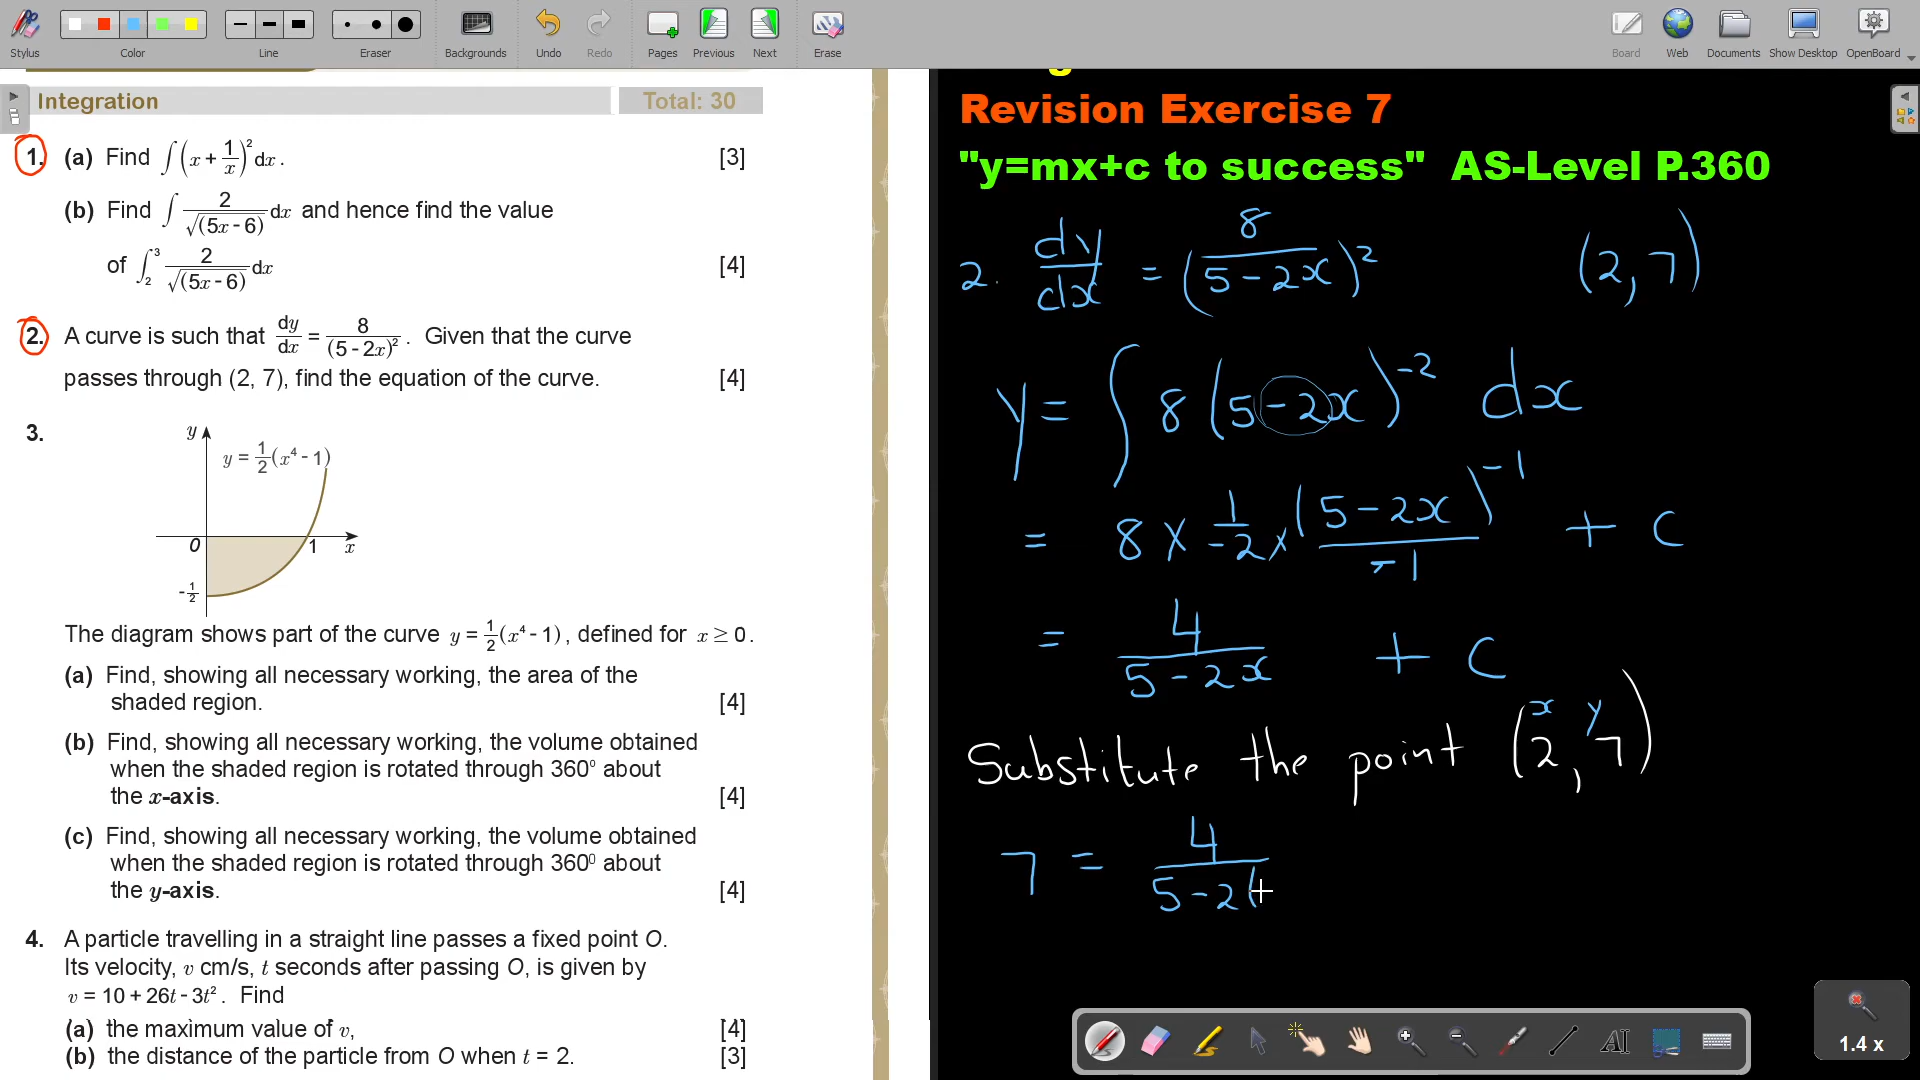 Stylus Color Line Eraser Backgrounds Undo Redo Pages Previous Next Erase Board Web Documents Show Desktop OpenBoard
Integration Total: 30
1. (a) Find ∫(x + 1/x)² dx. [3]
(b) Find ∫ 2/√(5x - 6) dx and hence find the value
of ∫₂³ 2/√(5x - 6) dx [4]
2. A curve is such that dy/dx = 8/(5 - 2x)². Given that the curve
passes through (2, 7), find the equation of the curve. [4]
3.
y
y = 1/2(x⁴ - 1)
0 1 x
-1/2
The diagram shows part of the curve y = 1/2(x⁴ - 1), defined for x ≥ 0.
(a) Find, showing all necessary working, the area of the
shaded region. [4]
(b) Find, showing all necessary working, the volume obtained
when the shaded region is rotated through 360° about
the x-axis. [4]
(c) Find, showing all necessary working, the volume obtained
when the shaded region is rotated through 360⁰ about
the y-axis. [4]
4. A particle travelling in a straight line passes a fixed point O.
Its velocity, v cm/s, t seconds after passing O, is given by
v = 10 + 26t - 3t². Find
(a) the maximum value of v, [4]
(b) the distance of the particle from O when t = 2. [3]
Revision Exercise 7
"y=mx+c to success" AS-Level P.360
2. dy/dx = 8/(5 - 2x)² (2, 7)
y = ∫ 8(5 - 2x)⁻² dx
= 8 × 1/-2 × (5 - 2x)⁻¹/-1 + c
= 4/(5 - 2x) + c
x y
Substitute the point (2, 7)
7 = 4/5 - 2(
AI
1.4 x